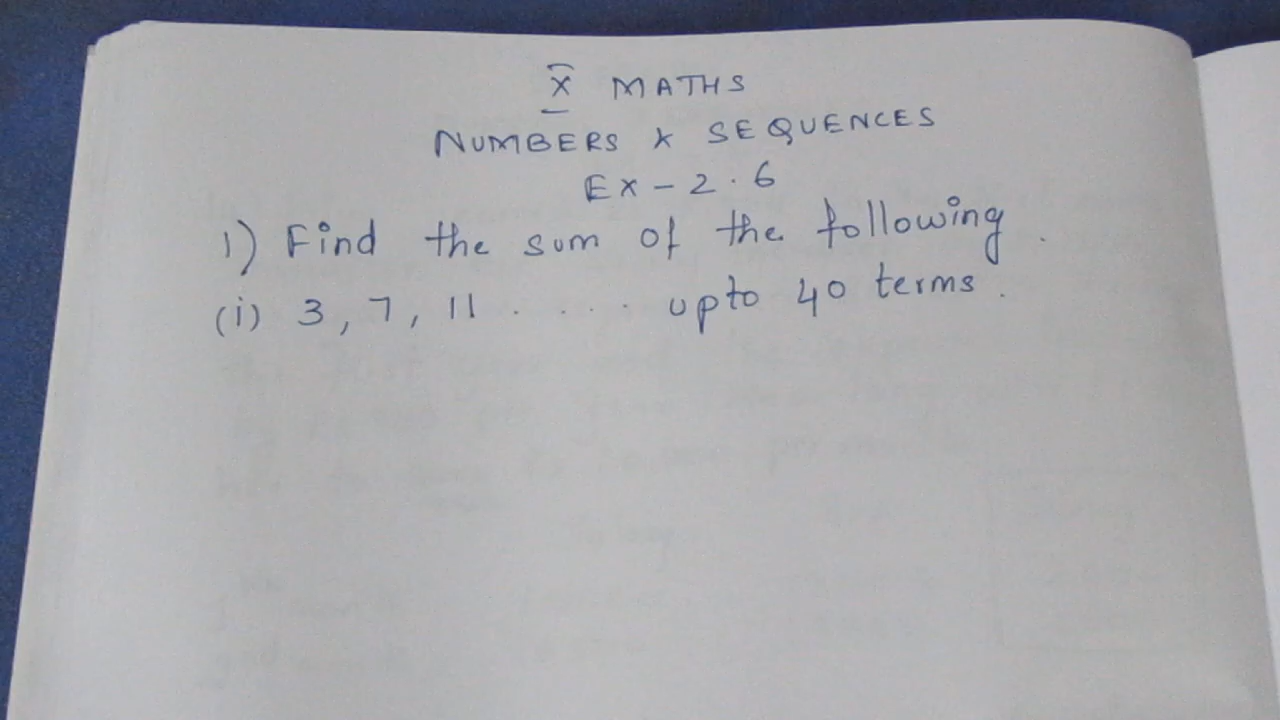 X MATHS
NUMBERS & SEQUENCES
Ex - 2.6
1) Find the sum of the following.
(i) 3, 7, 11 . . . . . upto 40 terms.